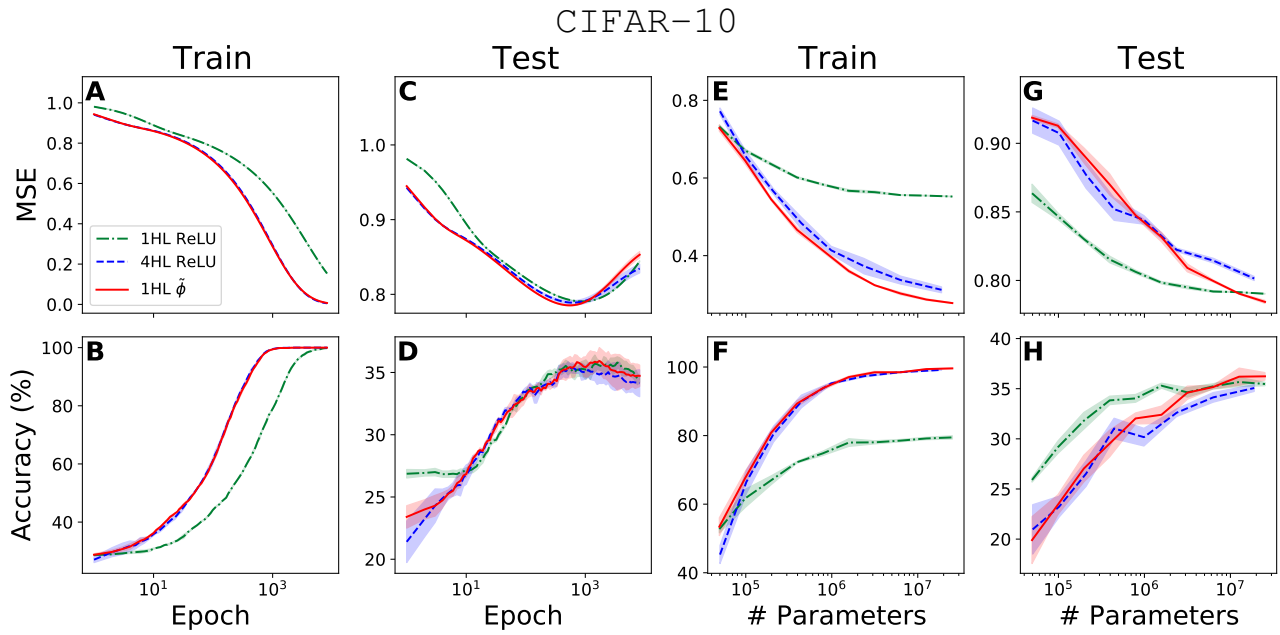 CIFAR-10
Train
Test
Train
Test
A
C
E
G
MSE
1.0
0.8
0.6
0.4
0.2
0.0
1HL ReLU
4HL ReLU
1HL ϕ̃
1.0
0.9
0.8
0.8
0.6
0.4
0.90
0.85
0.80
B
D
F
H
Accuracy (%)
100
80
60
40
10¹
10³
Epoch
35
30
25
20
10¹
10³
Epoch
100
80
60
40
10⁵
10⁶
10⁷
# Parameters
40
35
30
25
20
10⁵
10⁶
10⁷
# Parameters